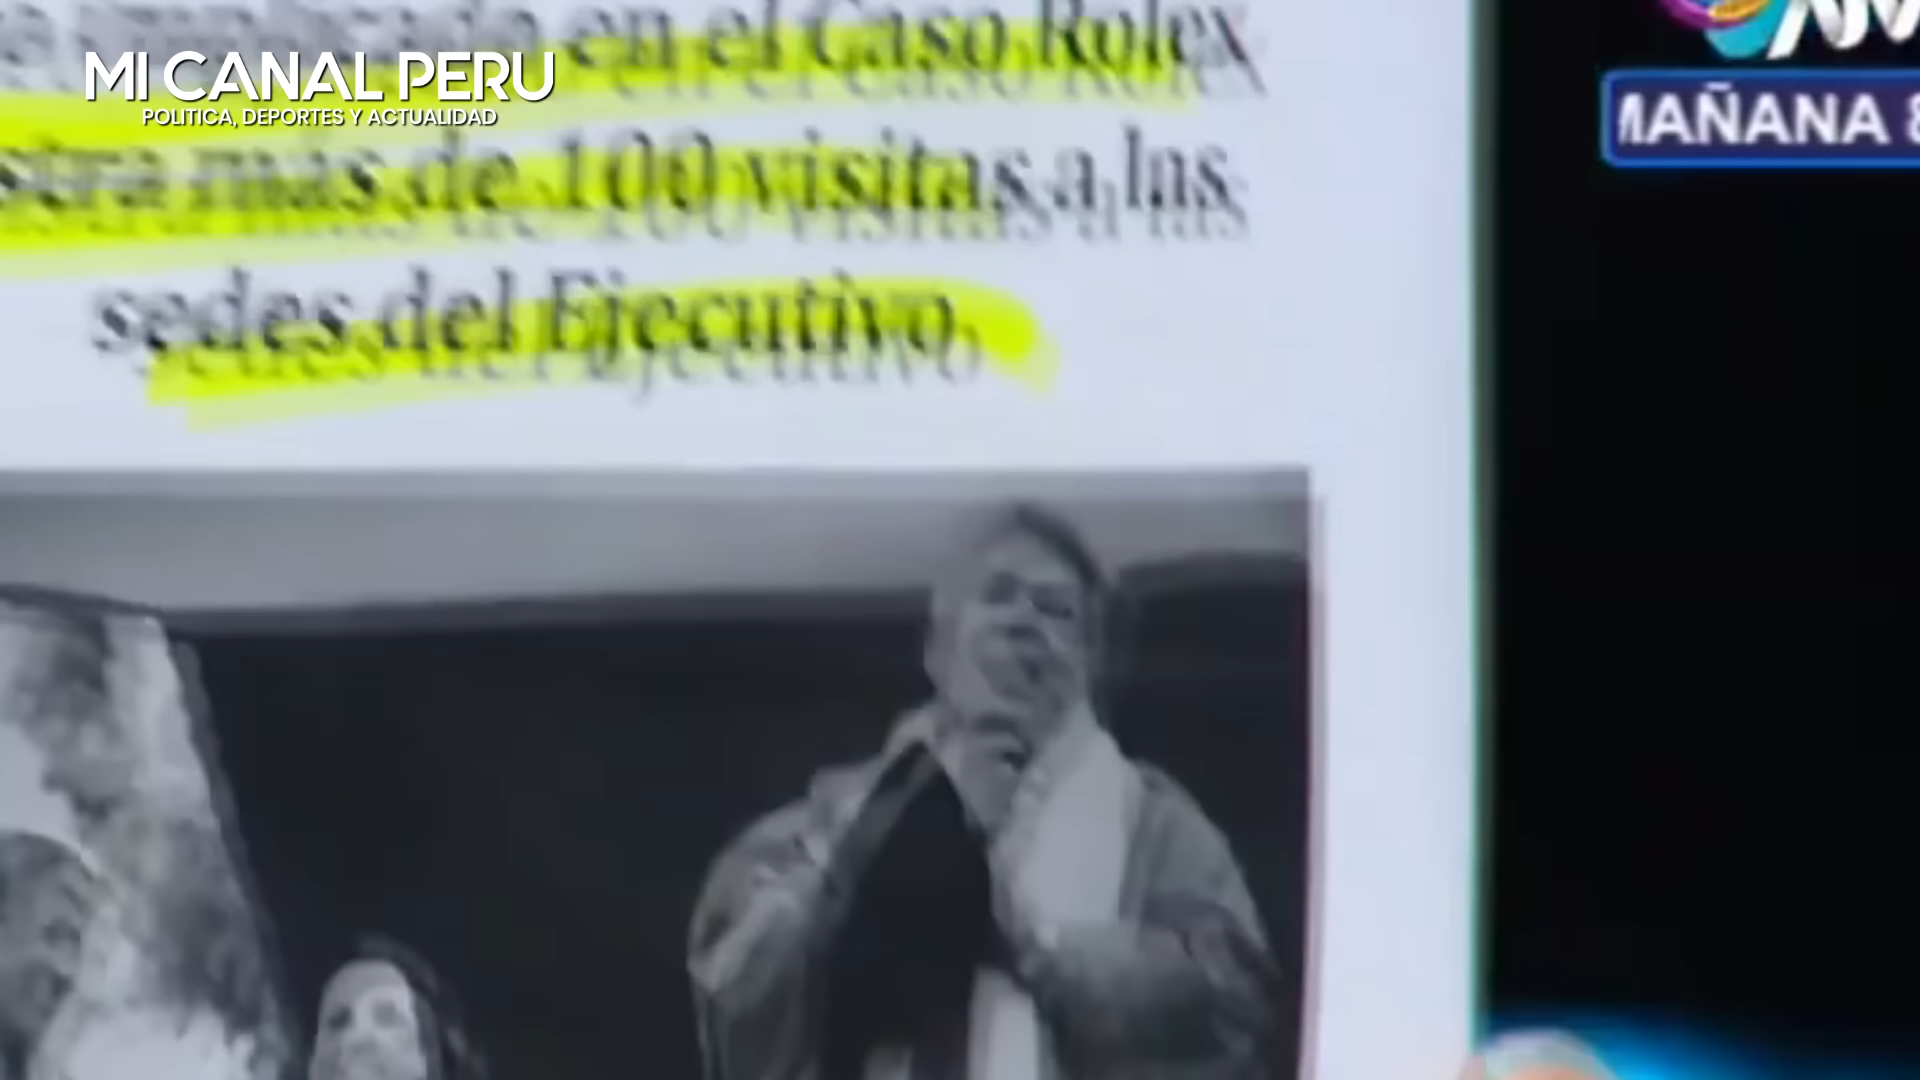 MI CANAL PERU
POLITICA, DEPORTES Y ACTUALIDAD
en el Caso Rolex
más de 100 visitas a las
sedes del Ejecutivo
MAÑANA